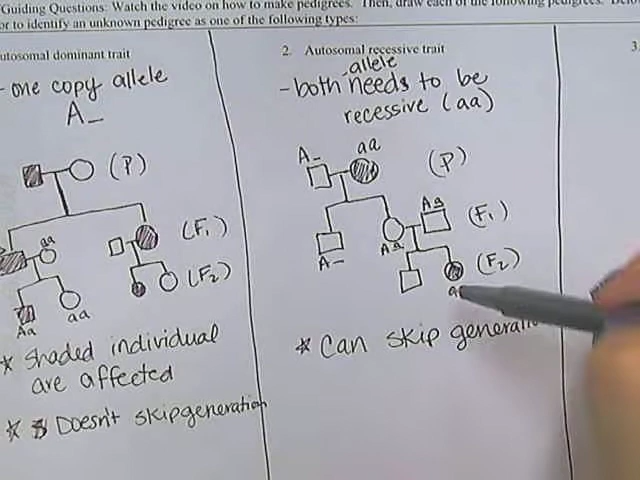 Guiding Questions: Watch the video on how to make pedigrees. Then, draw each of the following pedigrees.
or to identify an unknown pedigree as one of the following types:
utosomal dominant trait
- one copy allele
A_
(P)
(F₁)
aa
(F₂)
Aa
aa
* Shaded individual
are affected
* Doesn't skip generation
2. Autosomal recessive trait
allele
- both needs to be
recessive (aa)
A_
aa
(P)
Aa
(F₁)
Aa
A_
(F₂)
a
* Can skip generati
3.